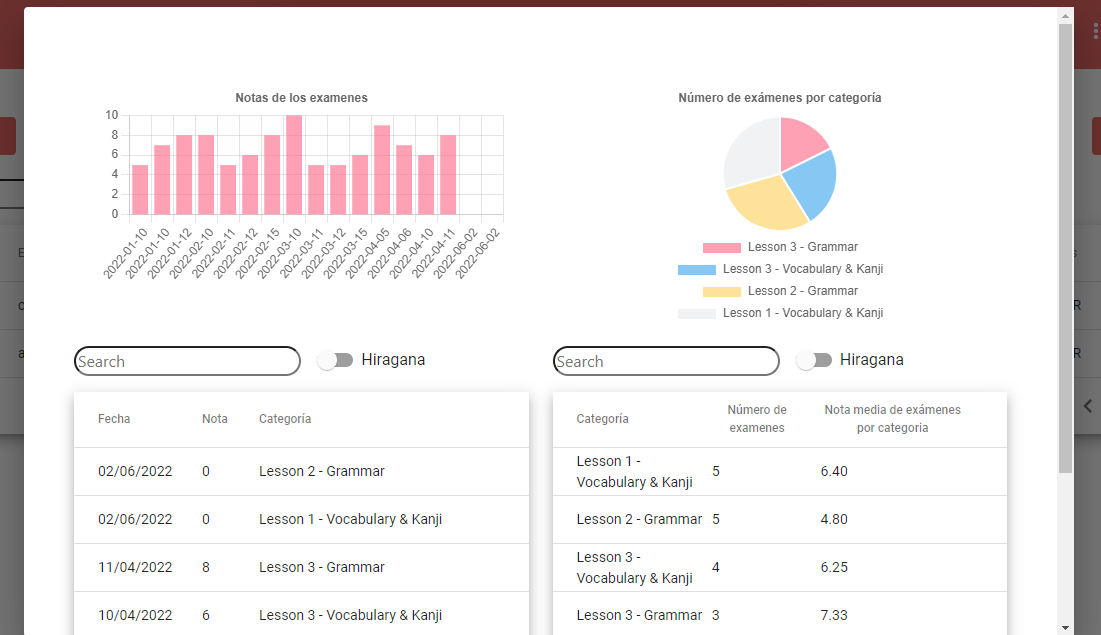 Notas de los examenes
10
8
6
4
2
0
2022-01-10
2022-01-10
2022-01-12
2022-02-10
2022-02-11
2022-02-12
2022-02-15
2022-03-10
2022-03-11
2022-03-12
2022-03-15
2022-04-05
2022-04-06
2022-04-10
2022-04-11
2022-06-02
2022-06-02
Número de exámenes por categoría
Lesson 3 - Grammar
Lesson 3 - Vocabulary & Kanji
Lesson 2 - Grammar
Lesson 1 - Vocabulary & Kanji
Search
Hiragana
Fecha Nota Categoría
02/06/2022 0 Lesson 2 - Grammar
02/06/2022 0 Lesson 1 - Vocabulary & Kanji
11/04/2022 8 Lesson 3 - Grammar
10/04/2022 6 Lesson 3 - Vocabulary & Kanji
Search
Hiragana
Categoría
Número de
examenes
Nota media de exámenes
por categoria
Lesson 1 -
Vocabulary & Kanji 5 6.40
Lesson 2 - Grammar 5 4.80
Lesson 3 -
Vocabulary & Kanji 4 6.25
Lesson 3 - Grammar 3 7.33